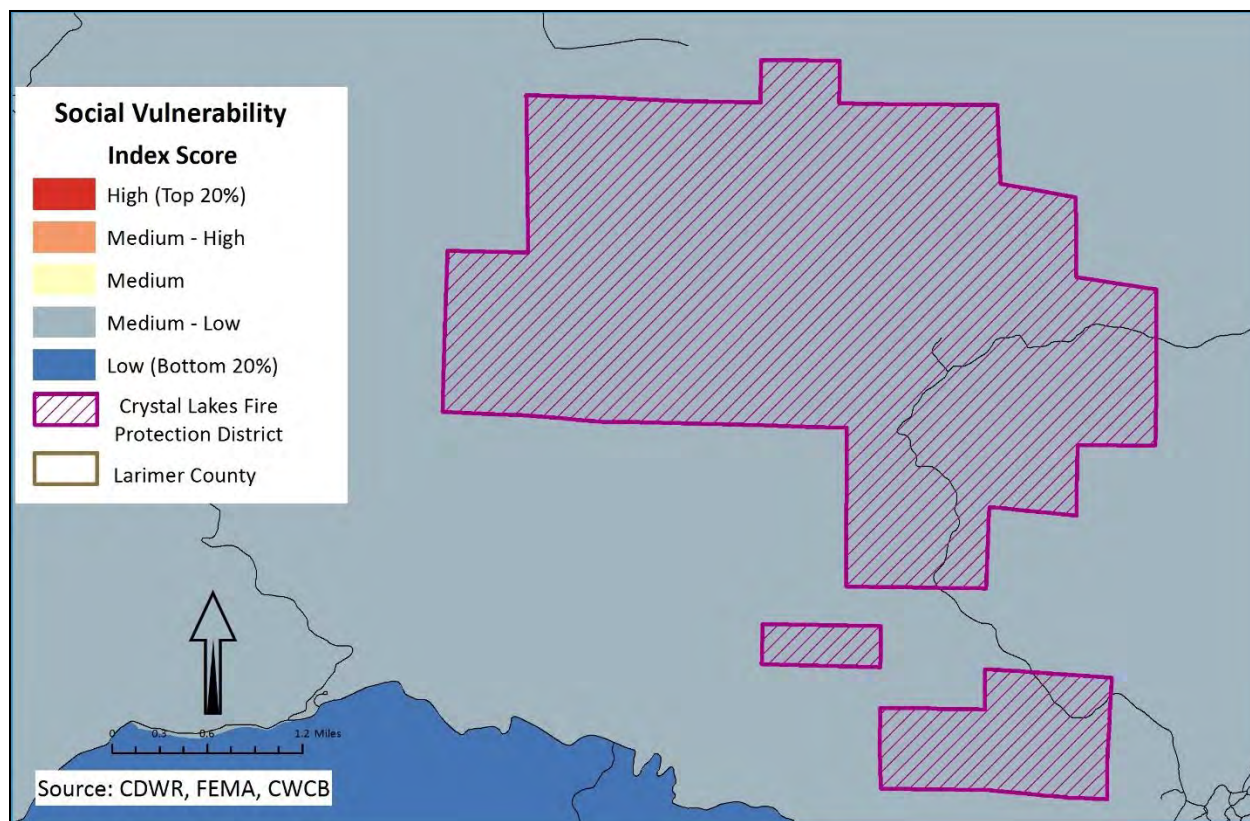 Social Vulnerability
Index Score
High (Top 20%)
Medium - High
Medium
Medium - Low
Low (Bottom 20%)
Crystal Lakes Fire
Protection District
Larimer County
0 0.3 0.6 1.2 Miles
Source: CDWR, FEMA, CWCB